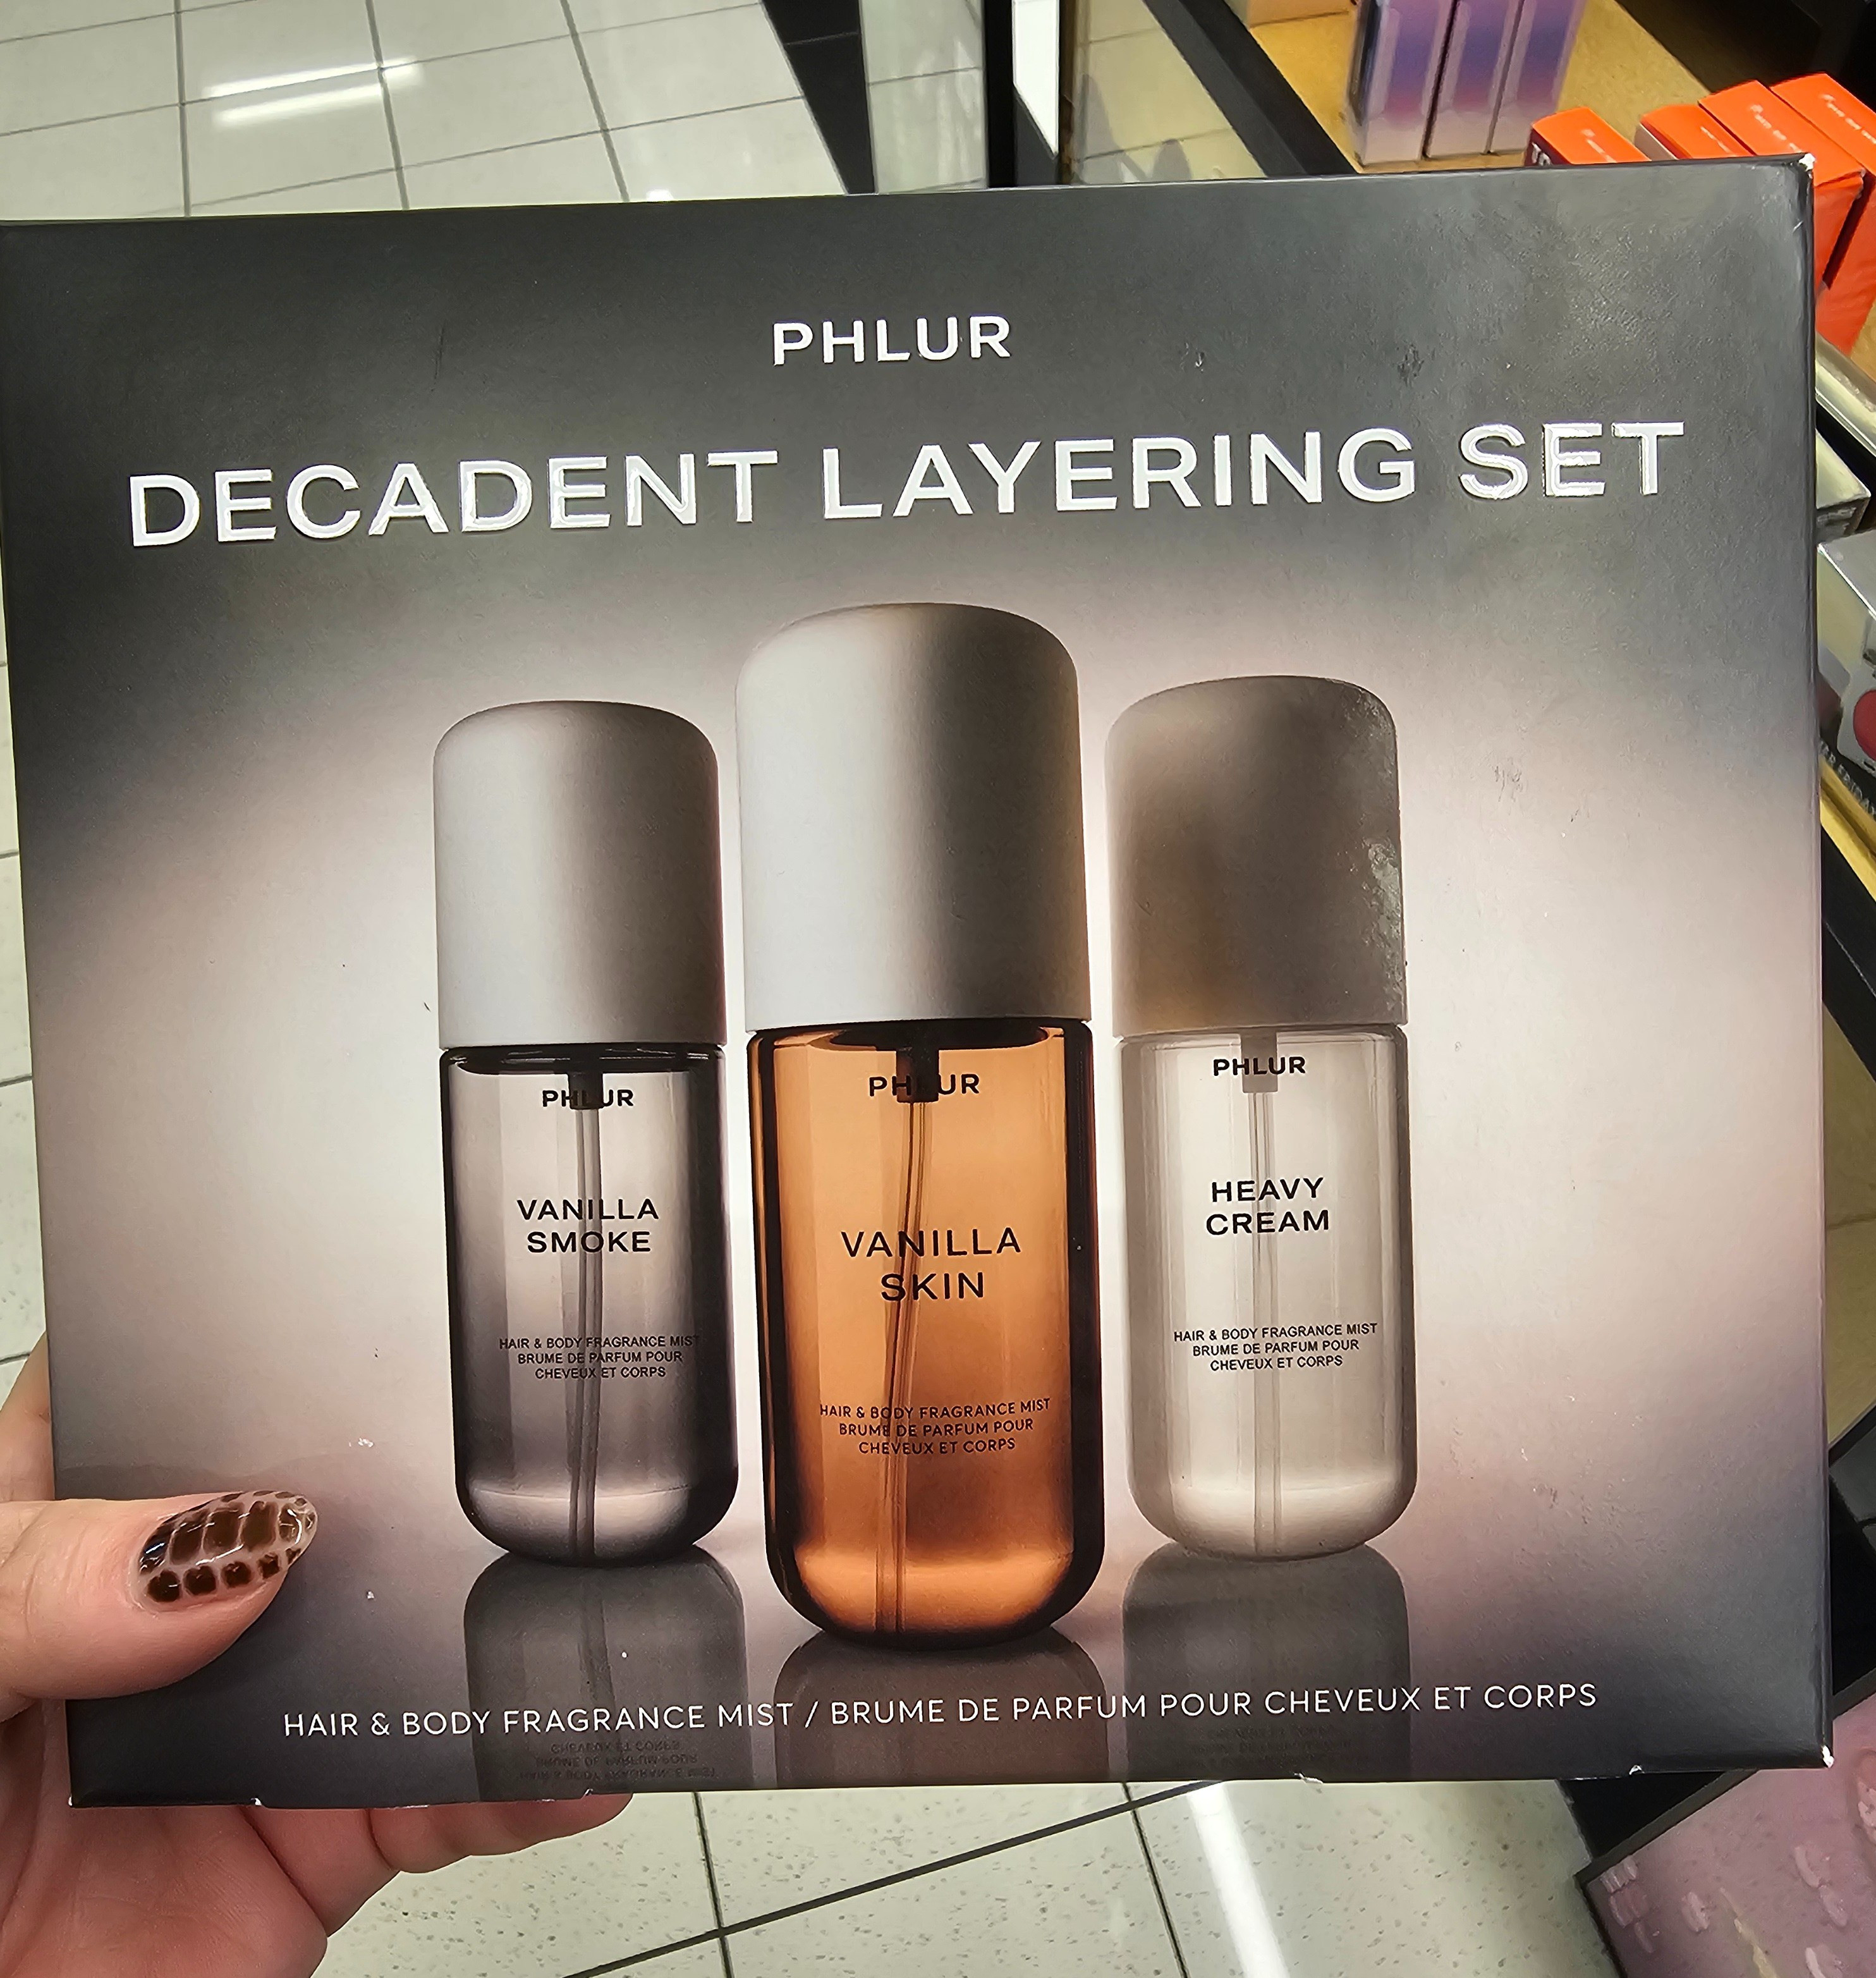 PHLUR
DECADENT LAYERING SET
PHLUR
VANILLA
SMOKE
HAIR & BODY FRAGRANCE MIST
BRUME DE PARFUM POUR
CHEVEUX ET CORPS
PHLUR
VANILLA
SKIN
HAIR & BODY FRAGRANCE MIST
BRUME DE PARFUM POUR
CHEVEUX ET CORPS
PHLUR
HEAVY
CREAM
HAIR & BODY FRAGRANCE MIST
BRUME DE PARFUM POUR
CHEVEUX ET CORPS
HAIR & BODY FRAGRANCE MIST / BRUME DE PARFUM POUR CHEVEUX ET CORPS